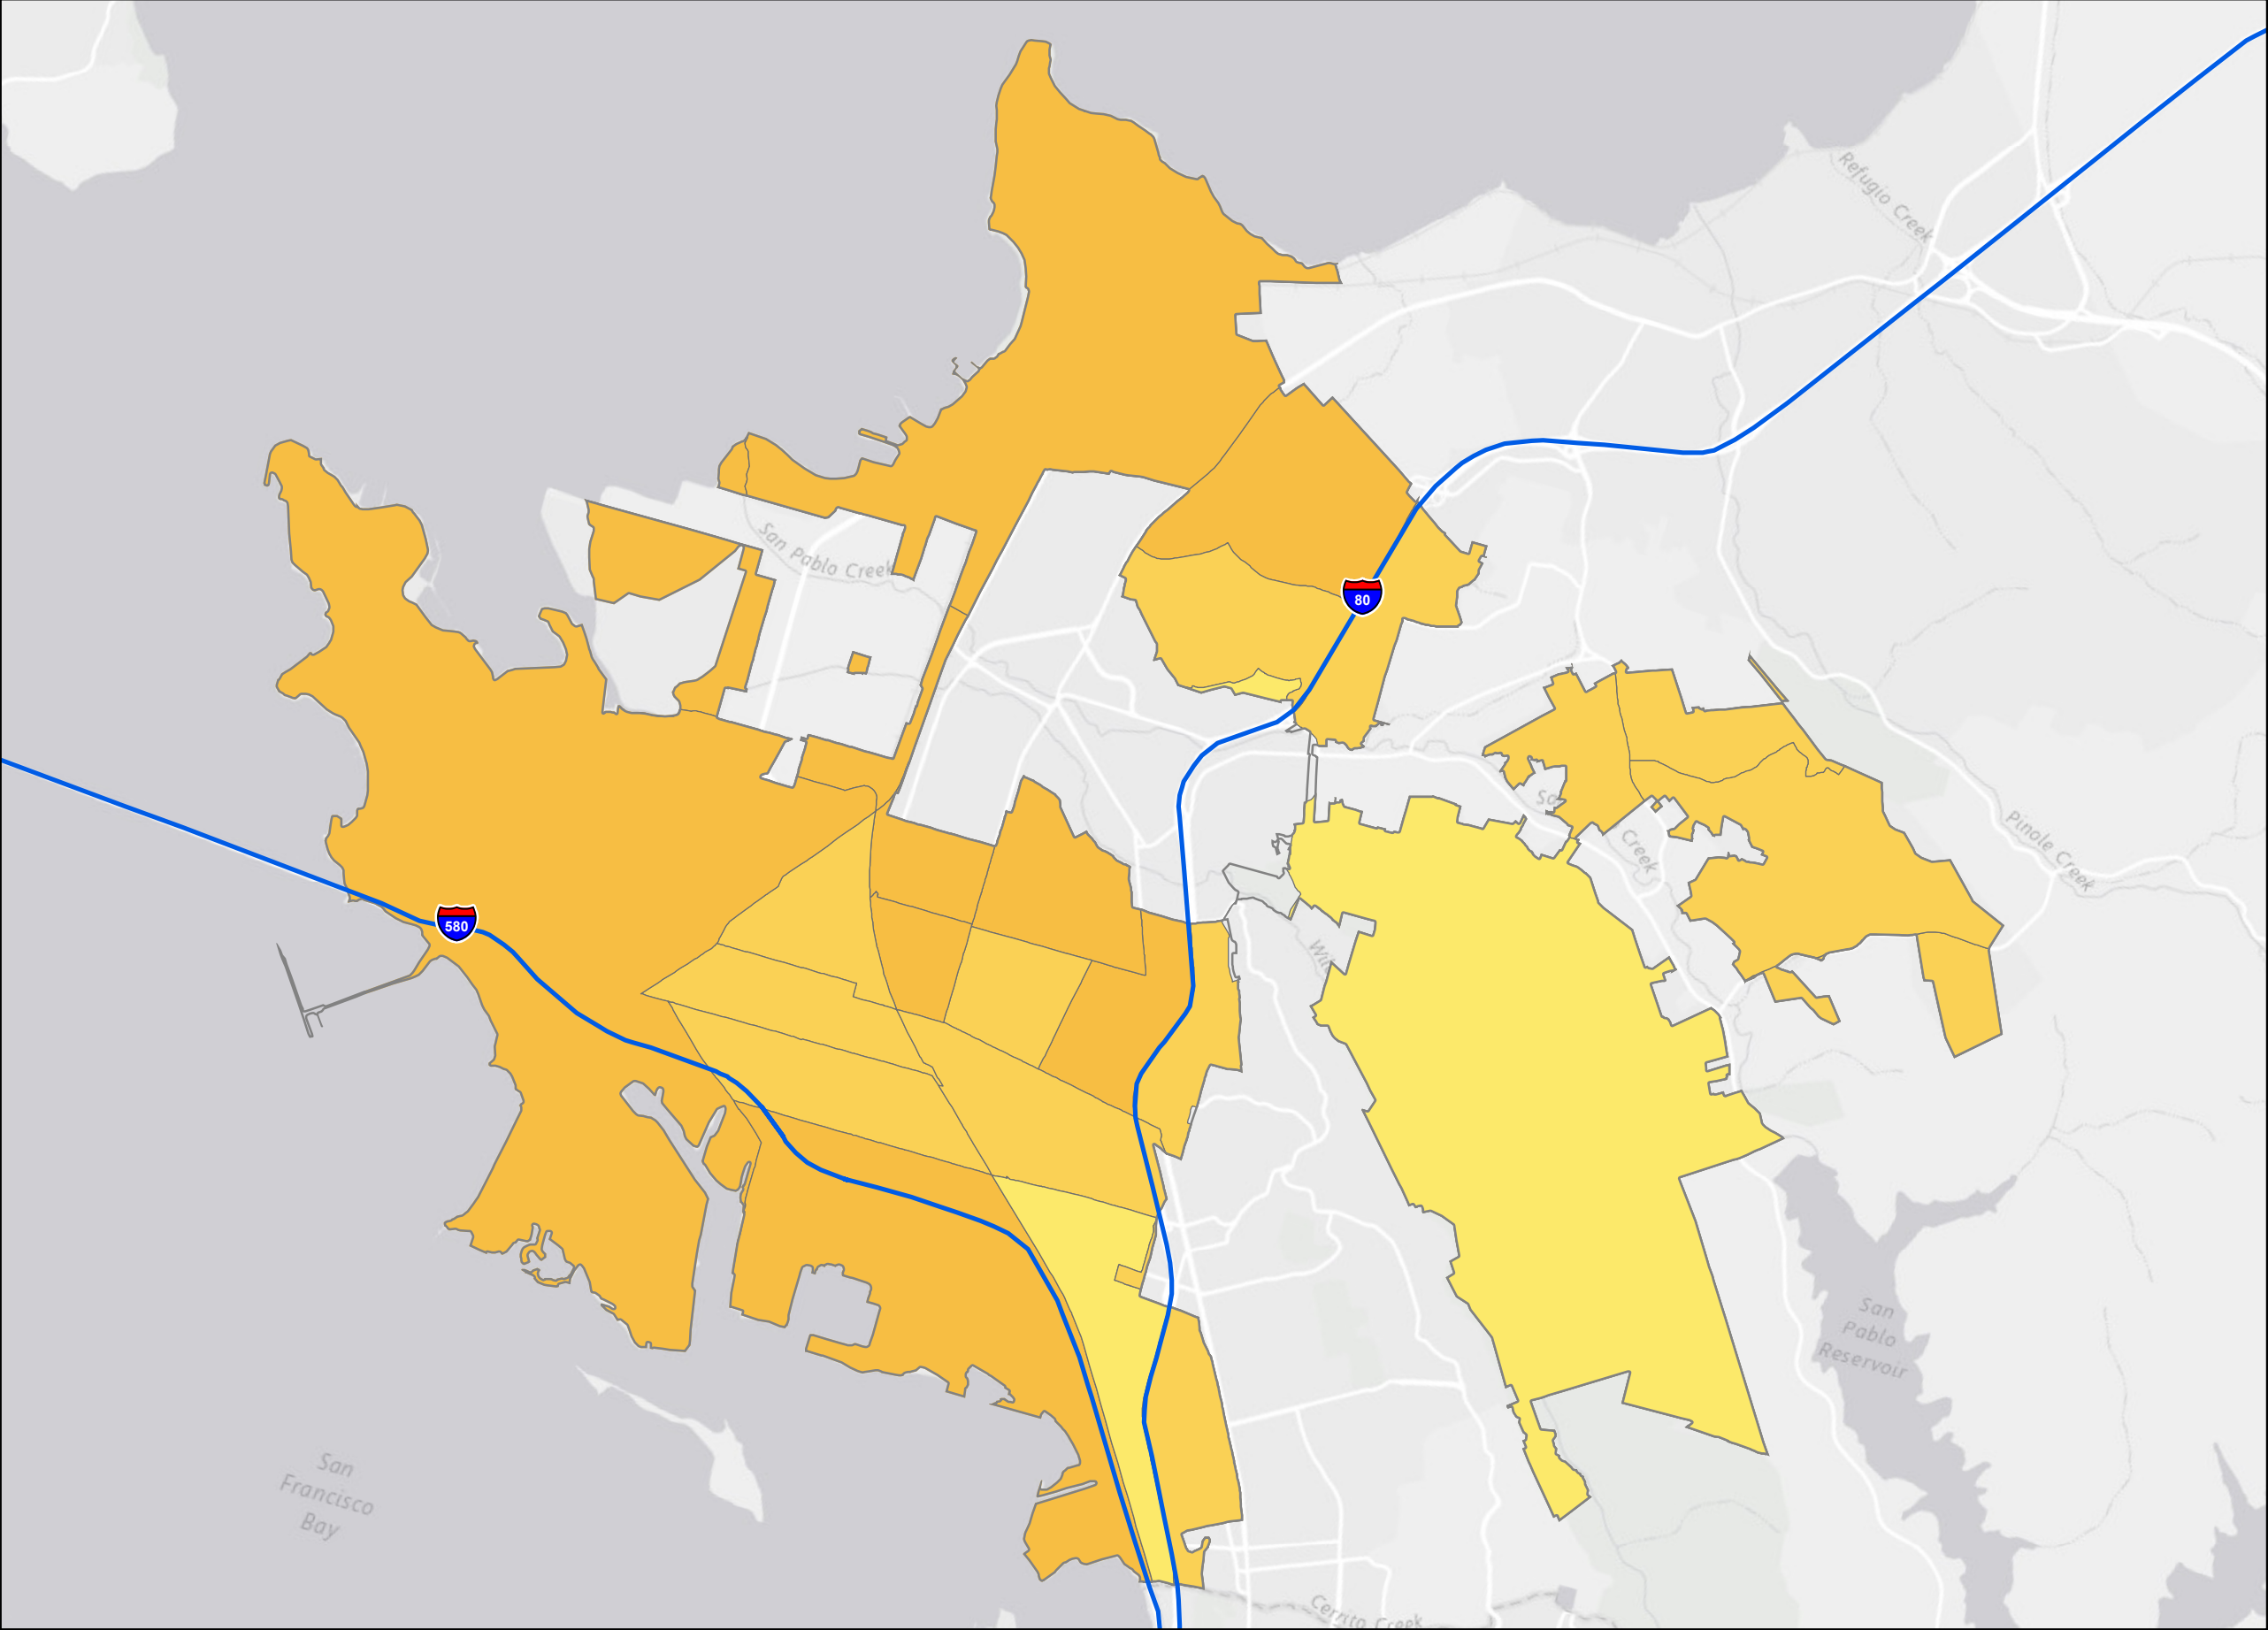 Refugio Creek
San Pablo Creek
80
Creek
Pinole Creek
580
San
Pablo
Reservoir
San
Francisco
Bay
Cerrito Creek